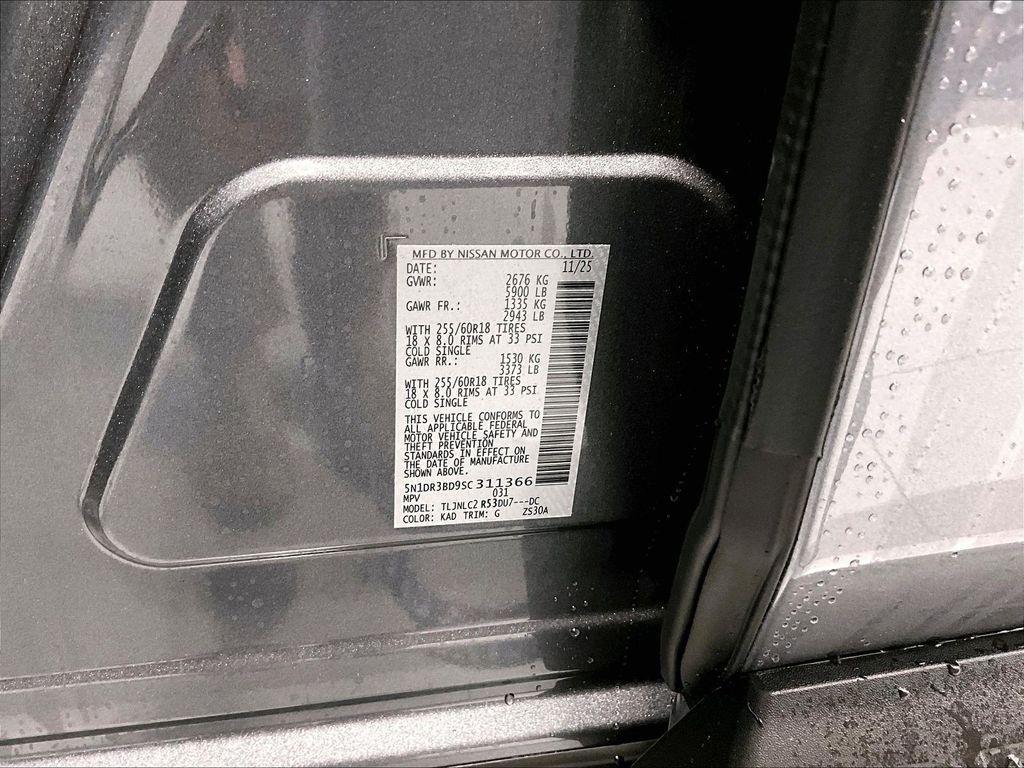 MFD BY NISSAN MOTOR CO., LTD.
DATE: 11/25
GVWR: 2676 KG
5900 LB
GAWR FR.: 1335 KG
2943 LB
WITH 255/60R18 TIRES
18 X 8.0 RIMS AT 33 PSI
COLD SINGLE
GAWR RR.: 1530 KG
3373 LB
WITH 255/60R18 TIRES
18 X 8.0 RIMS AT 33 PSI
COLD SINGLE
THIS VEHICLE CONFORMS TO
ALL APPLICABLE FEDERAL
MOTOR VEHICLE SAFETY AND
THEFT PREVENTION
STANDARDS IN EFFECT ON
THE DATE OF MANUFACTURE
SHOWN ABOVE.
5N1DR3BD9SC311366
MPV 031
MODEL: TLJNLC2 R53DU7---DC
COLOR: KAD TRIM: G ZS30A